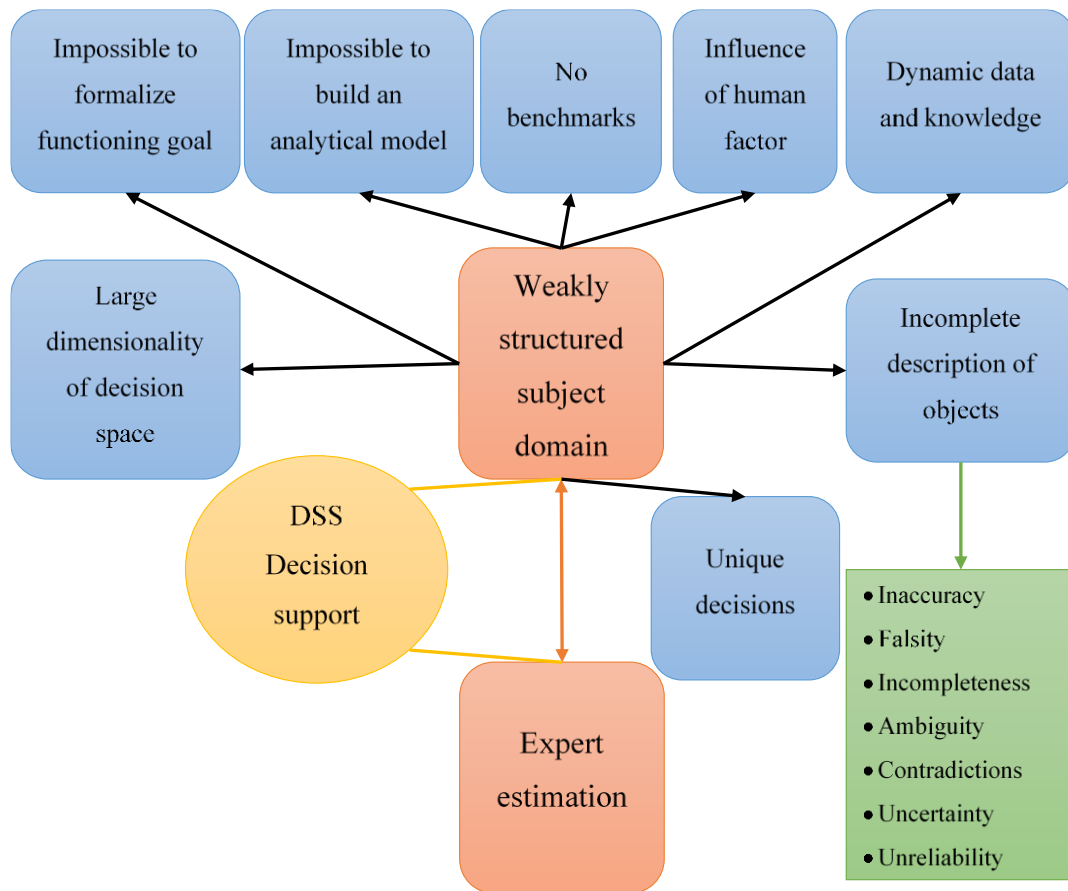 Impossible to
formalize
functioning goal
Impossible to
build an
analytical model
No
benchmarks
Influence
of human
factor
Dynamic data
and knowledge
Large
dimensionality
of decision
space
Weakly
structured
subject
domain
Incomplete
description of
objects
DSS
Decision
support
Unique
decisions
Expert
estimation
• Inaccuracy
• Falsity
• Incompleteness
• Ambiguity
• Contradictions
• Uncertainty
• Unreliability